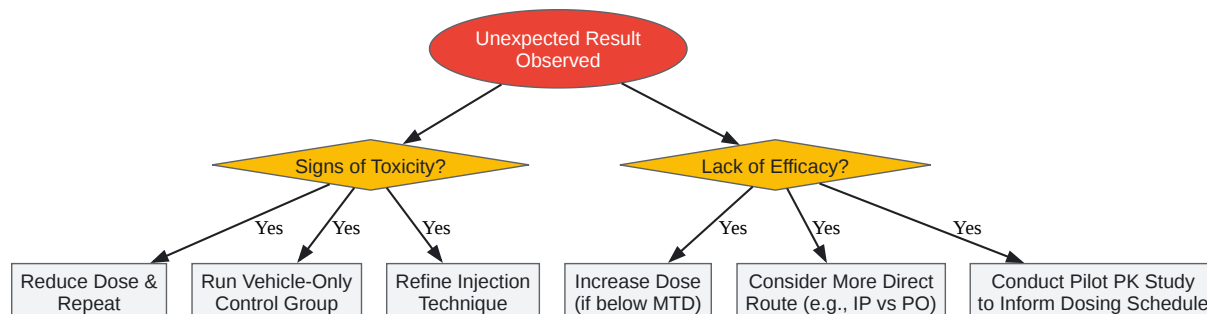 Unexpected Result
Observed
Signs of Toxicity?
Lack of Efficacy?
Yes
Yes
Yes
Yes
Yes
Yes
Reduce Dose &
Repeat
Run Vehicle-Only
Control Group
Refine Injection
Technique
Increase Dose
(if below MTD)
Consider More Direct
Route (e.g., IP vs PO)
Conduct Pilot PK Study
to Inform Dosing Schedule